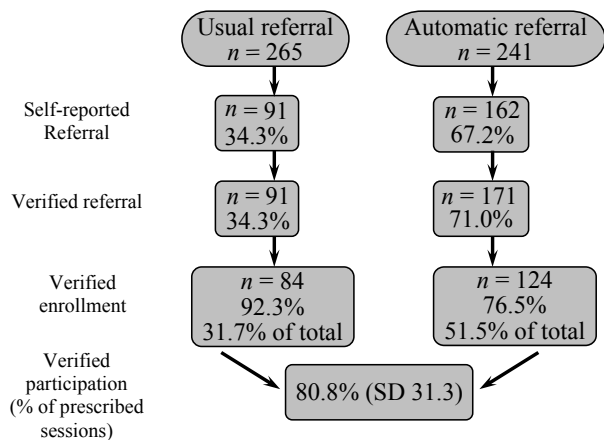 Usual referral
n = 265
Automatic referral
n = 241
Self-reported
Referral
n = 91
34.3%
n = 162
67.2%
Verified referral
n = 91
34.3%
n = 171
71.0%
Verified
enrollment
n = 84
92.3%
31.7% of total
n = 124
76.5%
51.5% of total
Verified
participation
(% of prescribed
sessions)
80.8% (SD 31.3)